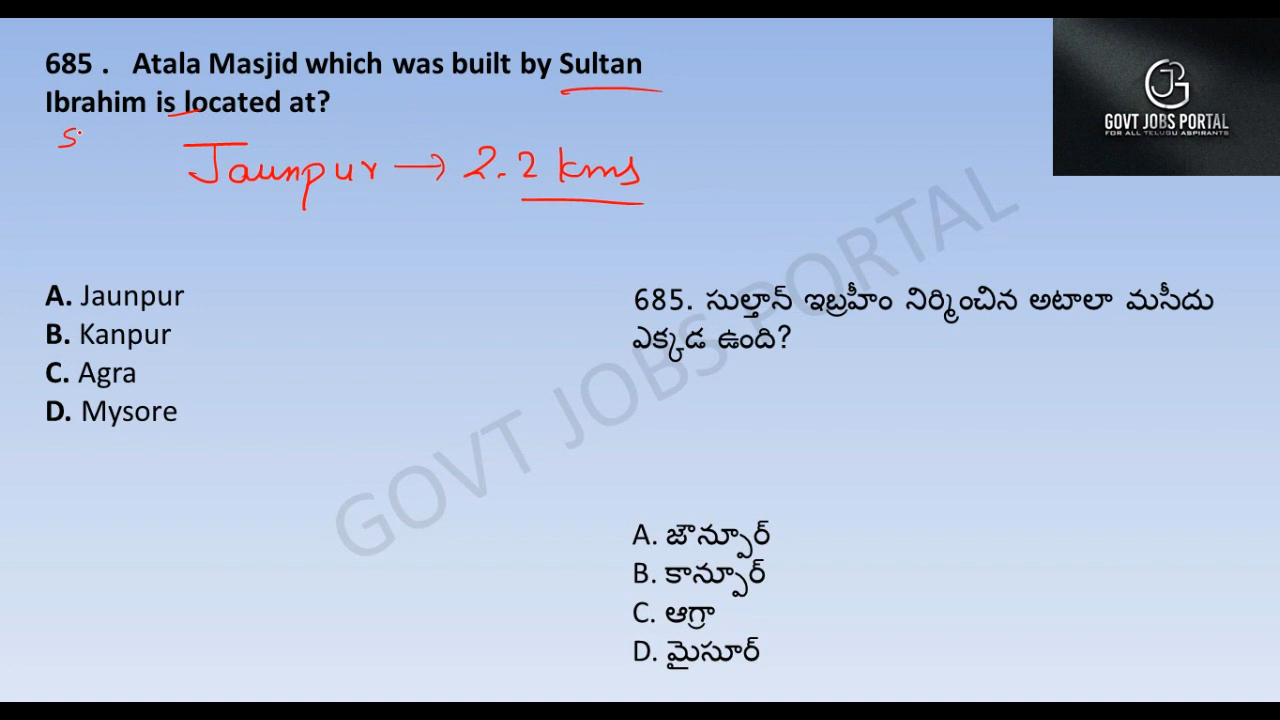 685 .   Atala Masjid which was built by Sultan
Ibrahim is located at?
S
Jaunpur → 2.2 kms
A. Jaunpur
B. Kanpur
C. Agra
D. Mysore
685. సుల్తాన్ ఇబ్రహీం నిర్మించిన అటాలా మసీదు
ఎక్కడ ఉంది?
A. జౌన్పూర్
B. కాన్పూర్
C. ఆగ్రా
D. మైసూర్
GOVT JOBS PORTAL
FOR ALL TELUGU ASPIRANTS
GOVT JOBS PORTAL